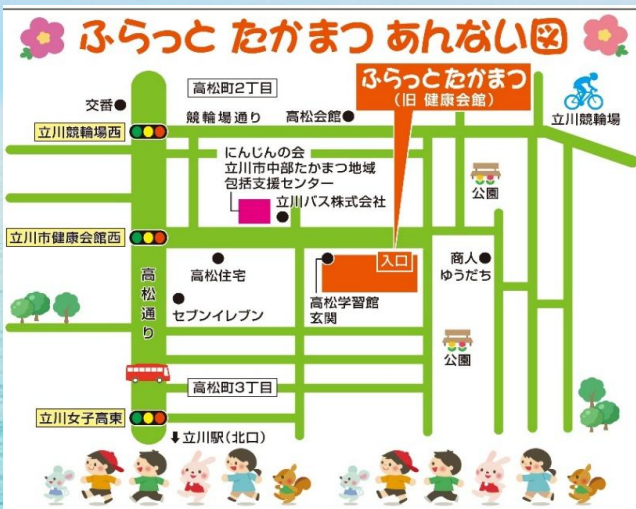 ふらっと たかまつ あんない図
高松町2丁目
ふらっとたかまつ
(旧 健康会館)
交番
競輪場通り
高松会館
立川競輪場
立川競輪場西
にんじんの会
立川市中部たかまつ地域
包括支援センター
公園
立川バス株式会社
立川市健康会館西
入口
高松通り
高松住宅
商人
ゆうだち
高松学習館
玄関
セブンイレブン
公園
高松町3丁目
立川女子高東
⬇立川駅(北口)